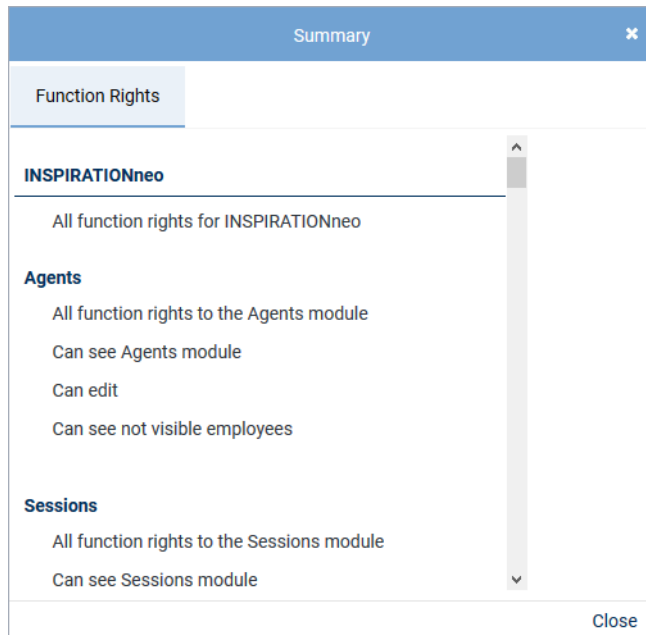 Summary
Function Rights
INSPIRATIONneo
All function rights for INSPIRATIONneo
Agents
All function rights to the Agents module
Can see Agents module
Can edit
Can see not visible employees
Sessions
All function rights to the Sessions module
Can see Sessions module
Close